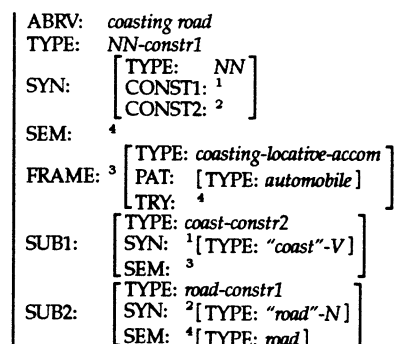 ABRV: coasting road
TYPE: NN-constr1
[TYPE: NN
SYN: CONST1: 1
CONST2: 2]
SEM: 4
[TYPE: coasting-locative-accom
FRAME: 3 PAT: [TYPE: automobile]
TRY: 4]
[TYPE: coast-constr2
SUB1: SYN: 1[TYPE: "coast"-V]
SEM: 3]
[TYPE: road-constr1
SUB2: SYN: 2[TYPE: "road"-N]
SEM: 4[TYPE: road]